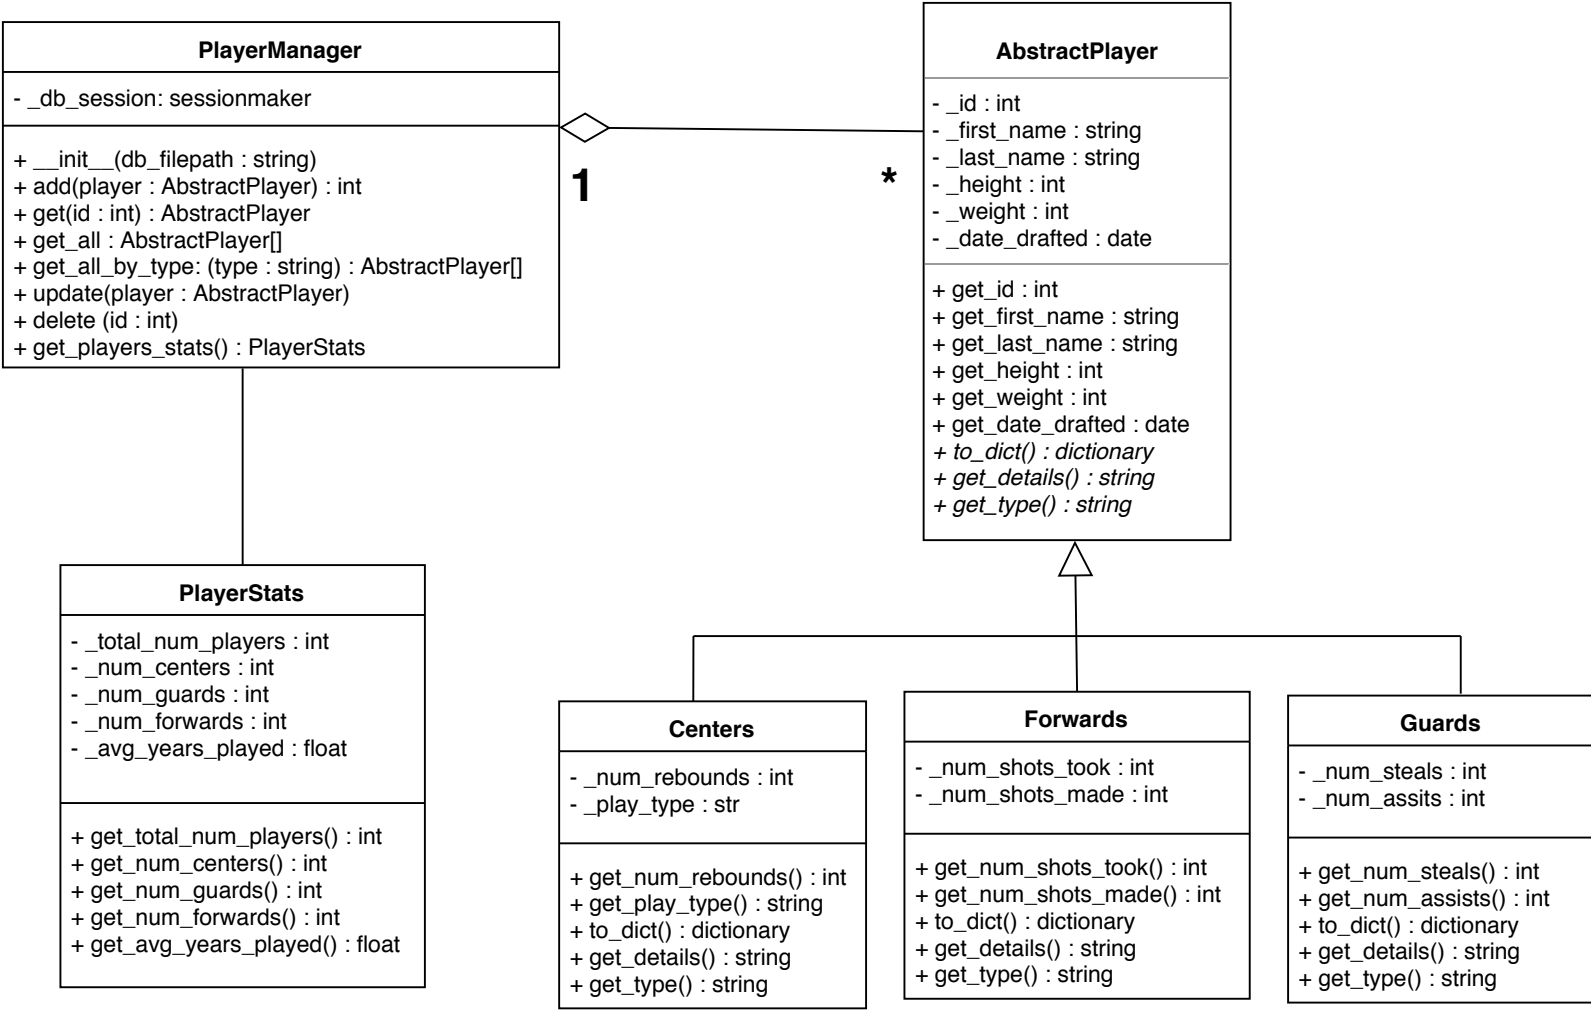 PlayerManager
- _db_session: sessionmaker
+ __init__(db_filepath : string)
+ add(player : AbstractPlayer) : int
+ get(id : int) : AbstractPlayer
+ get_all : AbstractPlayer[]
+ get_all_by_type: (type : string) : AbstractPlayer[]
+ update(player : AbstractPlayer)
+ delete (id : int)
+ get_players_stats() : PlayerStats
1
*
AbstractPlayer
- _id : int
- _first_name : string
- _last_name : string
- _height : int
- _weight : int
- _date_drafted : date
+ get_id : int
+ get_first_name : string
+ get_last_name : string
+ get_height : int
+ get_weight : int
+ get_date_drafted : date
+ to_dict() : dictionary
+ get_details() : string
+ get_type() : string
PlayerStats
- _total_num_players : int
- _num_centers : int
- _num_guards : int
- _num_forwards : int
- _avg_years_played : float
+ get_total_num_players() : int
+ get_num_centers() : int
+ get_num_guards() : int
+ get_num_forwards() : int
+ get_avg_years_played() : float
Centers
- _num_rebounds : int
- _play_type : str
+ get_num_rebounds() : int
+ get_play_type() : string
+ to_dict() : dictionary
+ get_details() : string
+ get_type() : string
Forwards
- _num_shots_took : int
- _num_shots_made : int
+ get_num_shots_took() : int
+ get_num_shots_made() : int
+ to_dict() : dictionary
+ get_details() : string
+ get_type() : string
Guards
- _num_steals : int
- _num_assits : int
+ get_num_steals() : int
+ get_num_assists() : int
+ to_dict() : dictionary
+ get_details() : string
+ get_type() : string